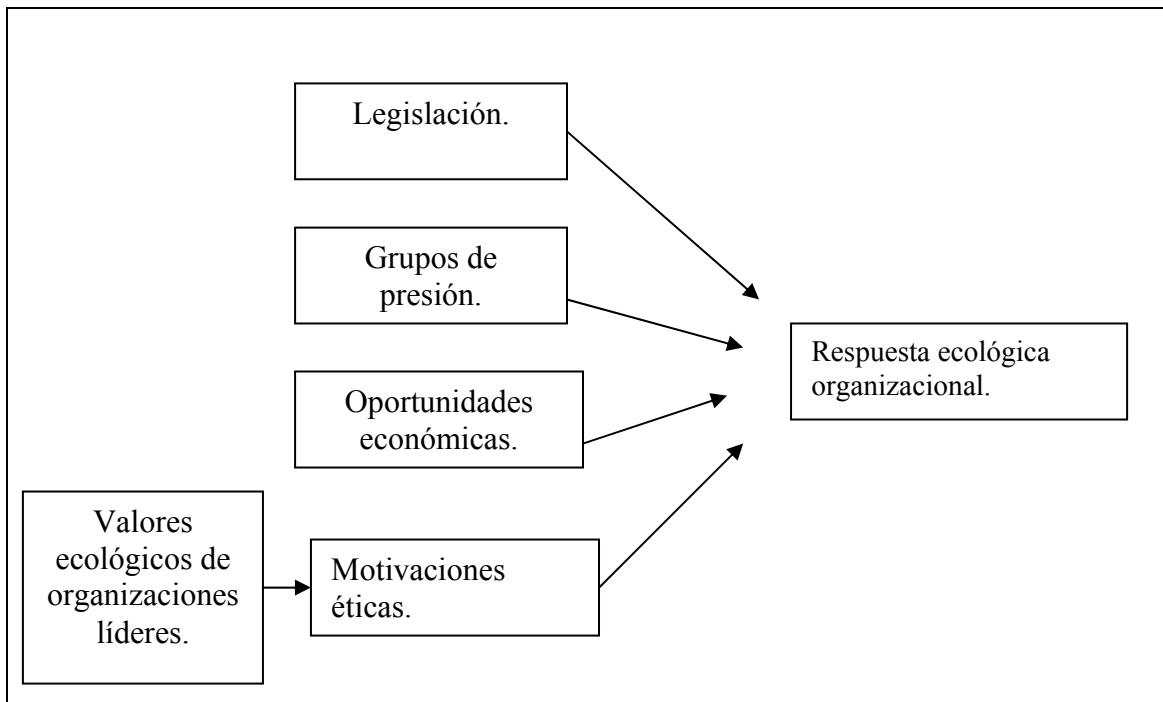 Legislación.
Grupos de
presión.
Oportunidades
económicas.
Valores
ecológicos de
organizaciones
líderes.
Motivaciones
éticas.
Respuesta ecológica
organizacional.